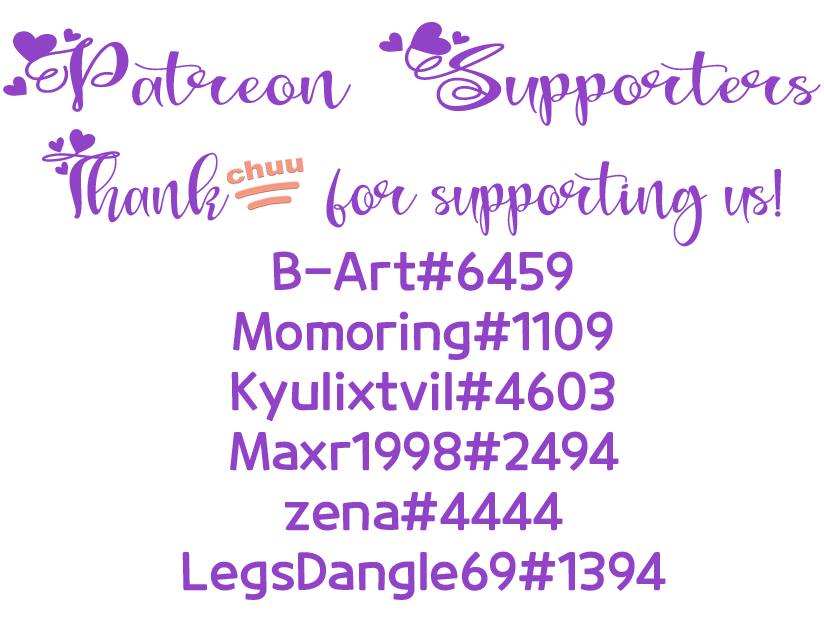 Patreon Supporters
Thank chuu for supporting us!
B-Art#6459
Momoring#1109
Kyulixtvil#4603
Maxr1998#2494
zena#4444
LegsDangle69#1394